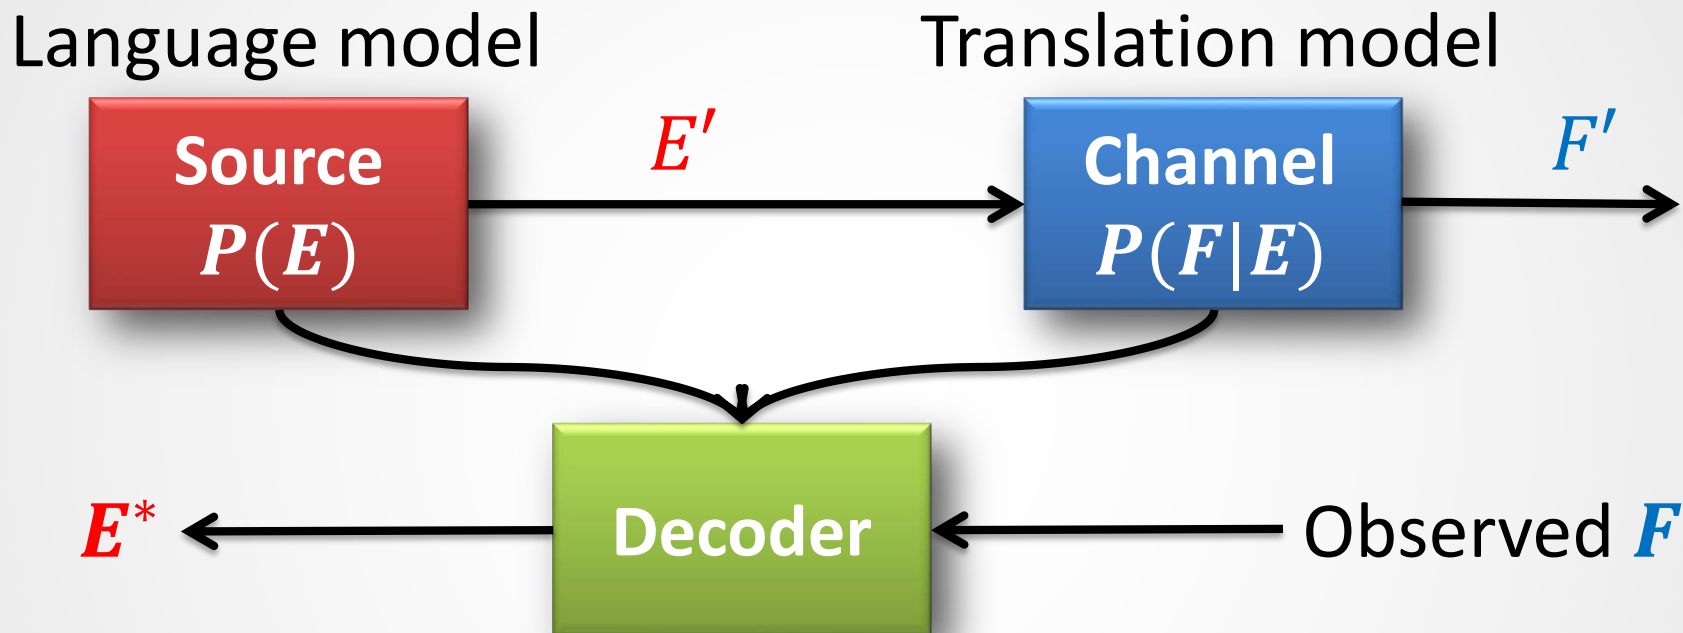 Language model
Translation model
Source
P(E)
E′
Channel
P(F|E)
F′
Decoder
E*
Observed F